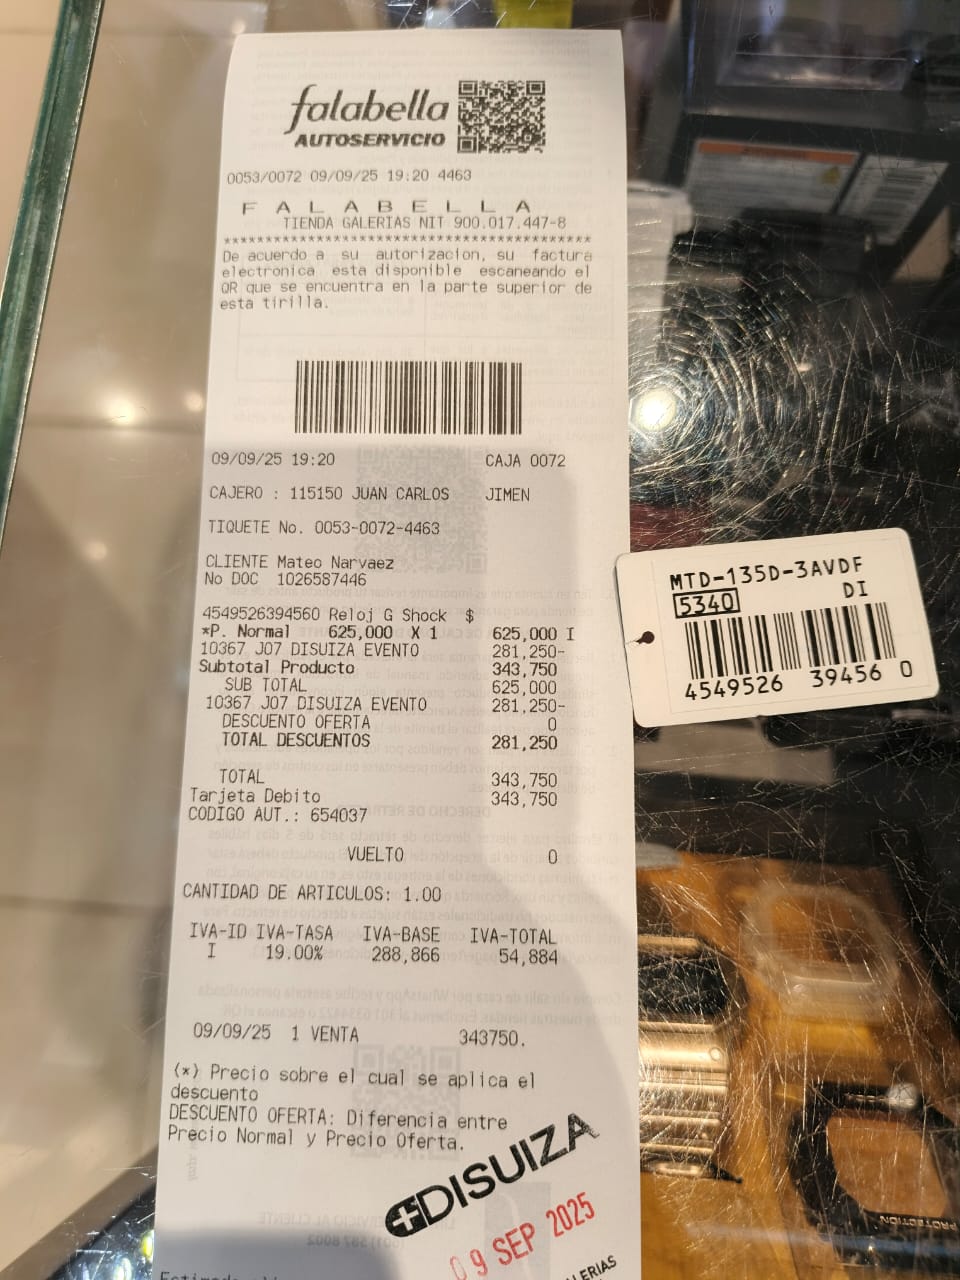 falabella
AUTOSERVICIO
0053/0072 09/09/25 19:20 4463
F A L A B E L L A
TIENDA GALERIAS NIT 900.017.447-8
****************************************
De acuerdo a su autorizacion, su factura
electronica esta disponible escaneando el
QR que se encuentra en la parte superior de
esta tirilla.
09/09/25 19:20 CAJA 0072
CAJERO : 115150 JUAN CARLOS JIMEN
TIQUETE No. 0053-0072-4463
CLIENTE Mateo Narvaez
No DOC 1026587446
4549526394560 Reloj G Shock $
*P. Normal 625,000 X 1 625,000 I
10367 J07 DISUIZA EVENTO 281,250-
Subtotal Producto 343,750
SUB TOTAL 625,000
10367 J07 DISUIZA EVENTO 281,250-
DESCUENTO OFERTA 0
TOTAL DESCUENTOS 281,250
TOTAL 343,750
Tarjeta Debito 343,750
CODIGO AUT.: 654037
VUELTO 0
CANTIDAD DE ARTICULOS: 1.00
IVA-ID IVA-TASA IVA-BASE IVA-TOTAL
I 19.00% 288,866 54,884
09/09/25 1 VENTA 343750.
(*) Precio sobre el cual se aplica el
descuento
DESCUENTO OFERTA: Diferencia entre
Precio Normal y Precio Oferta.
DISUIZA
09 SEP 2025
MTD-135D-3AVDF
5340 DI
4549526 39456 0
PROTECTION